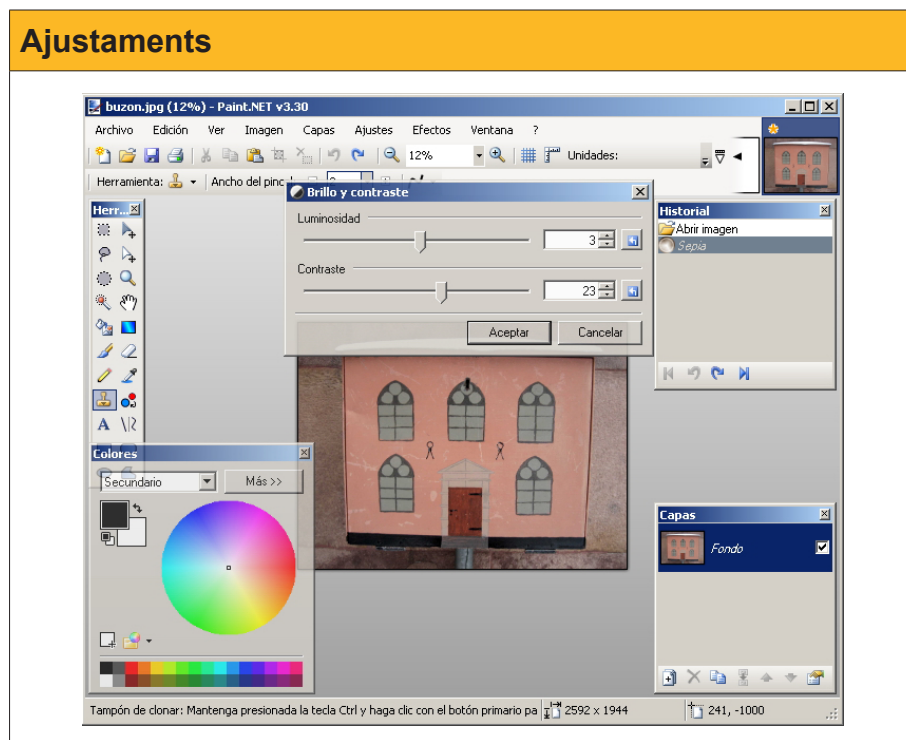 Ajustaments
buzon.jpg (12%) - Paint.NET v3.30
Archivo Edición Ver Imagen Capas Ajustes Efectos Ventana ?
12% Unidades:
Herramienta: Ancho del
Brillo y contraste
Luminosidad
3
Contraste
23
Aceptar Cancelar
Herr...
Historial
Abrir imagen
Sepia
A
Colores
Secundario Más >>
Capas
Fondo
Tampón de clonar: Mantenga presionada la tecla Ctrl y haga clic con el botón primario pa 2592 x 1944 241, -1000